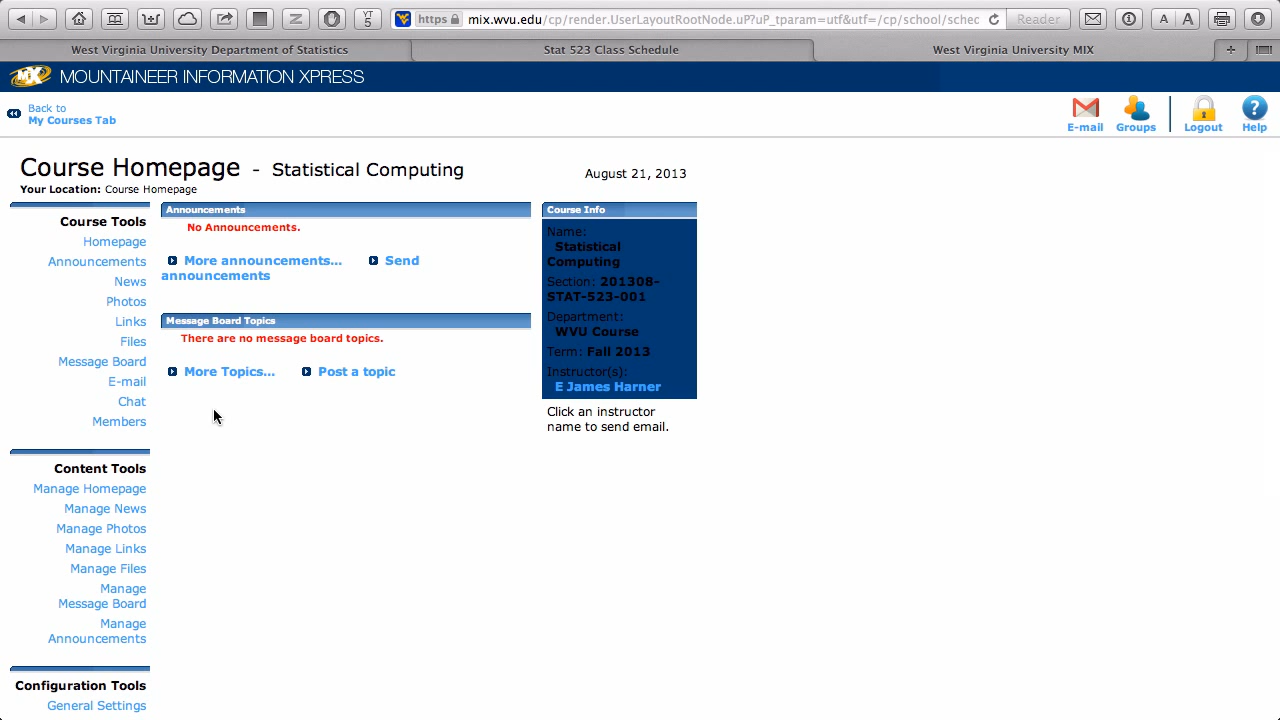 YT
5
https
mix.wvu.edu/cp/render.UserLayoutRootNode.uP?uP_tparam=utf&utf=/cp/school/sched
Reader
A A
West Virginia University Department of Statistics
Stat 523 Class Schedule
West Virginia University MIX
MX MOUNTAINEER INFORMATION XPRESS
Back to
My Courses Tab
E-mail
Groups
Logout
Help
Course Homepage - Statistical Computing
August 21, 2013
Your Location: Course Homepage
Course Tools
Homepage
Announcements
News
Photos
Links
Files
Message Board
E-mail
Chat
Members
Content Tools
Manage Homepage
Manage News
Manage Photos
Manage Links
Manage Files
Manage
Message Board
Manage
Announcements
Configuration Tools
General Settings
Announcements
No Announcements.
More announcements... Send
announcements
Message Board Topics
There are no message board topics.
More Topics... Post a topic
Course Info
Name:
Statistical
Computing
Section: 201308-
STAT-523-001
Department:
WVU Course
Term: Fall 2013
Instructor(s):
E James Harner
Click an instructor
name to send email.